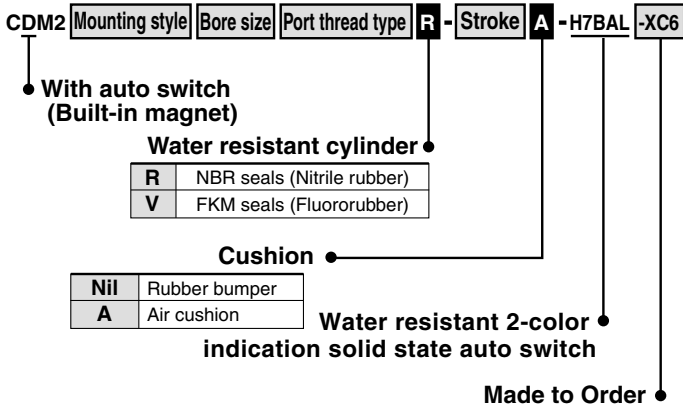 CDM2 Mounting style Bore size Port thread type R - Stroke A - H7BAL -XC6
With auto switch
(Built-in magnet)
Water resistant cylinder
R NBR seals (Nitrile rubber)
V FKM seals (Fluororubber)
Cushion
Nil Rubber bumper
A Air cushion
Water resistant 2-color
indication solid state auto switch
Made to Order